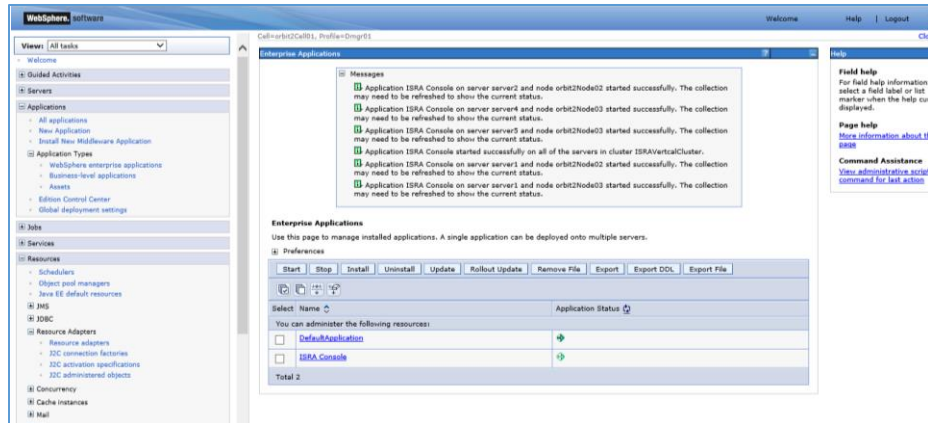 WebSphere. software
Welcome
Help | Logout
Cell=orbit2Cell01, Profile=Dmgr01
View: All tasks
Welcome
Guided Activities
Servers
Applications
All applications
New Application
Install New Middleware Application
Application Types
WebSphere enterprise applications
Business-level applications
Assets
Edition Control Center
Global deployment settings
Jobs
Services
Resources
Schedulers
Object pool managers
Java EE default resources
JMS
JDBC
Resource Adapters
Resource adapters
J2C connection factories
J2C activation specifications
J2C administered objects
Concurrency
Cache instances
Mail
Enterprise Applications
Messages
Application ISRA Console on server server2 and node orbit2Node02 started successfully. The collection
may need to be refreshed to show the current status.
Application ISRA Console on server server4 and node orbit2Node03 started successfully. The collection
may need to be refreshed to show the current status.
Application ISRA Console on server server5 and node orbit2Node03 started successfully. The collection
may need to be refreshed to show the current status.
Application ISRA Console started successfully on all of the servers in cluster ISRAVertcalCluster.
Application ISRA Console on server server1 and node orbit2Node02 started successfully. The collection
may need to be refreshed to show the current status.
Application ISRA Console on server server1 and node orbit2Node03 started successfully. The collection
may need to be refreshed to show the current status.
Enterprise Applications
Use this page to manage installed applications. A single application can be deployed onto multiple servers.
Preferences
Start Stop Install Uninstall Update Rollout Update Remove File Export Export DDL Export File
Select Name Application Status
You can administer the following resources:
DefaultApplication
ISRA Console
Total 2
Clo
Help
Field help
For field help information,
select a field label or list
marker when the help cu
displayed.
Page help
More information about th
page
Command Assistance
View administrative script
command for last action